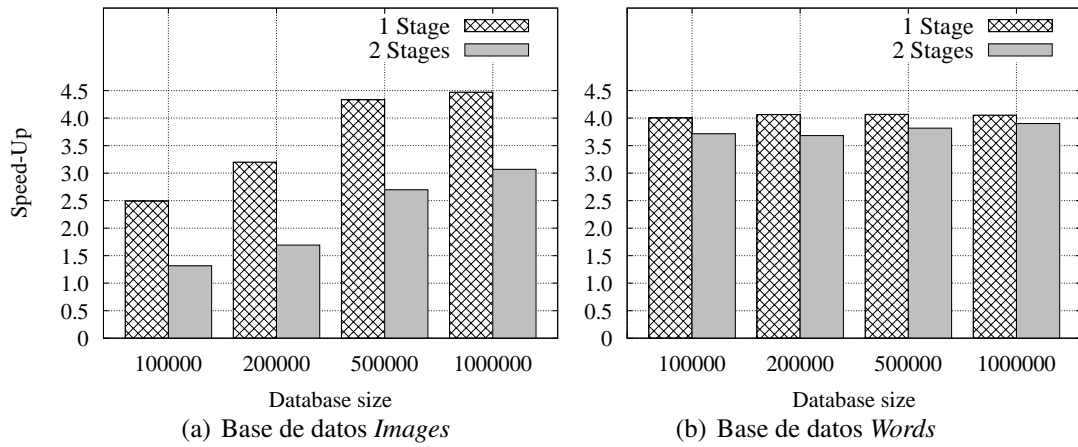 1 Stage
2 Stages
4.5
4.0
3.5
3.0
2.5
2.0
1.5
1.0
0.5
0
Speed-Up
100000 200000 500000 1000000
Database size
(a) Base de datos Images
1 Stage
2 Stages
4.5
4.0
3.5
3.0
2.5
2.0
1.5
1.0
0.5
0
100000 200000 500000 1000000
Database size
(b) Base de datos Words